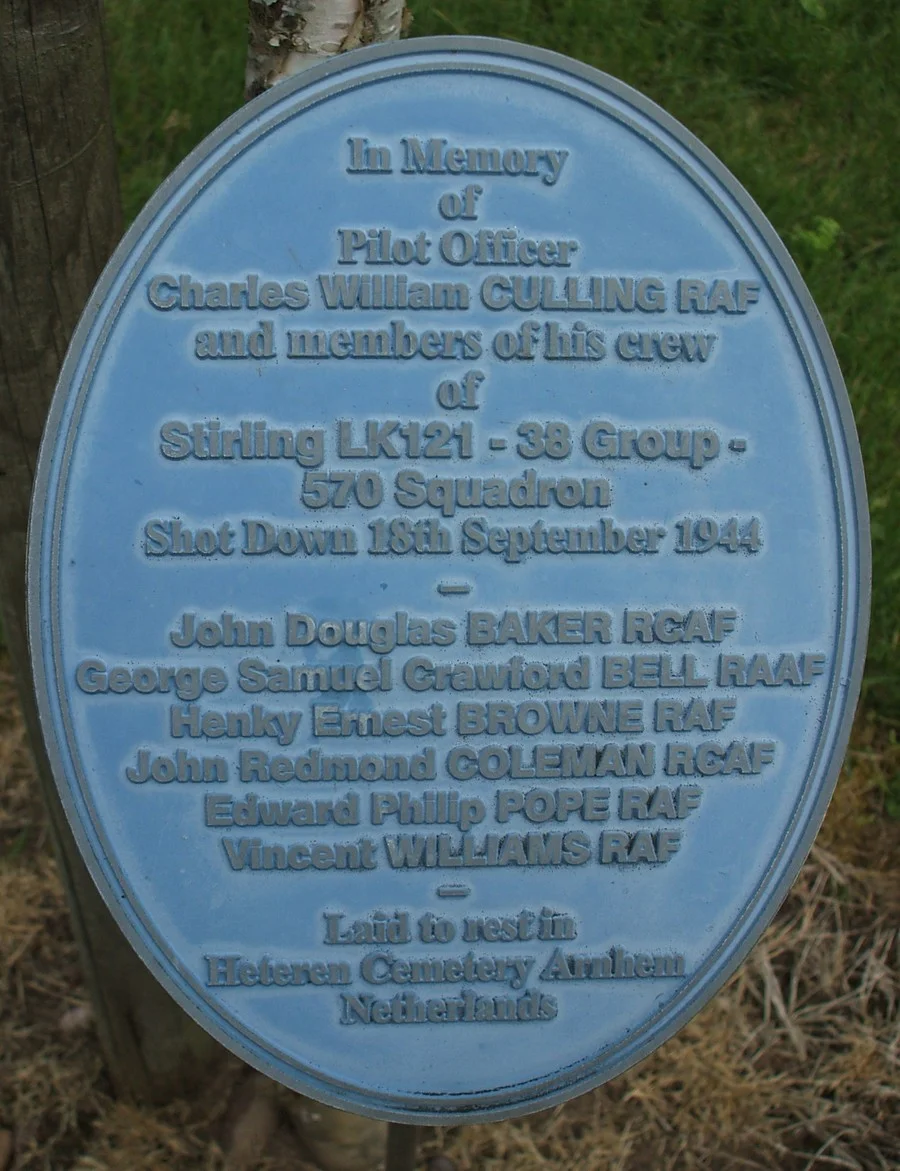 In Memory
of
Pilot Officer
Charles William CULLING RAF
and members of his crew
of
Stirling LK121 - 38 Group -
570 Squadron
Shot Down 18th September 1944
–
John Douglas BAKER RCAF
George Samuel Crawford BELL RAAF
Henky Ernest BROWNE RAF
John Redmond COLEMAN RCAF
Edward Philip POPE RAF
Vincent WILLIAMS RAF
–
Laid to rest in
Heteren Cemetery Arnhem
Netherlands